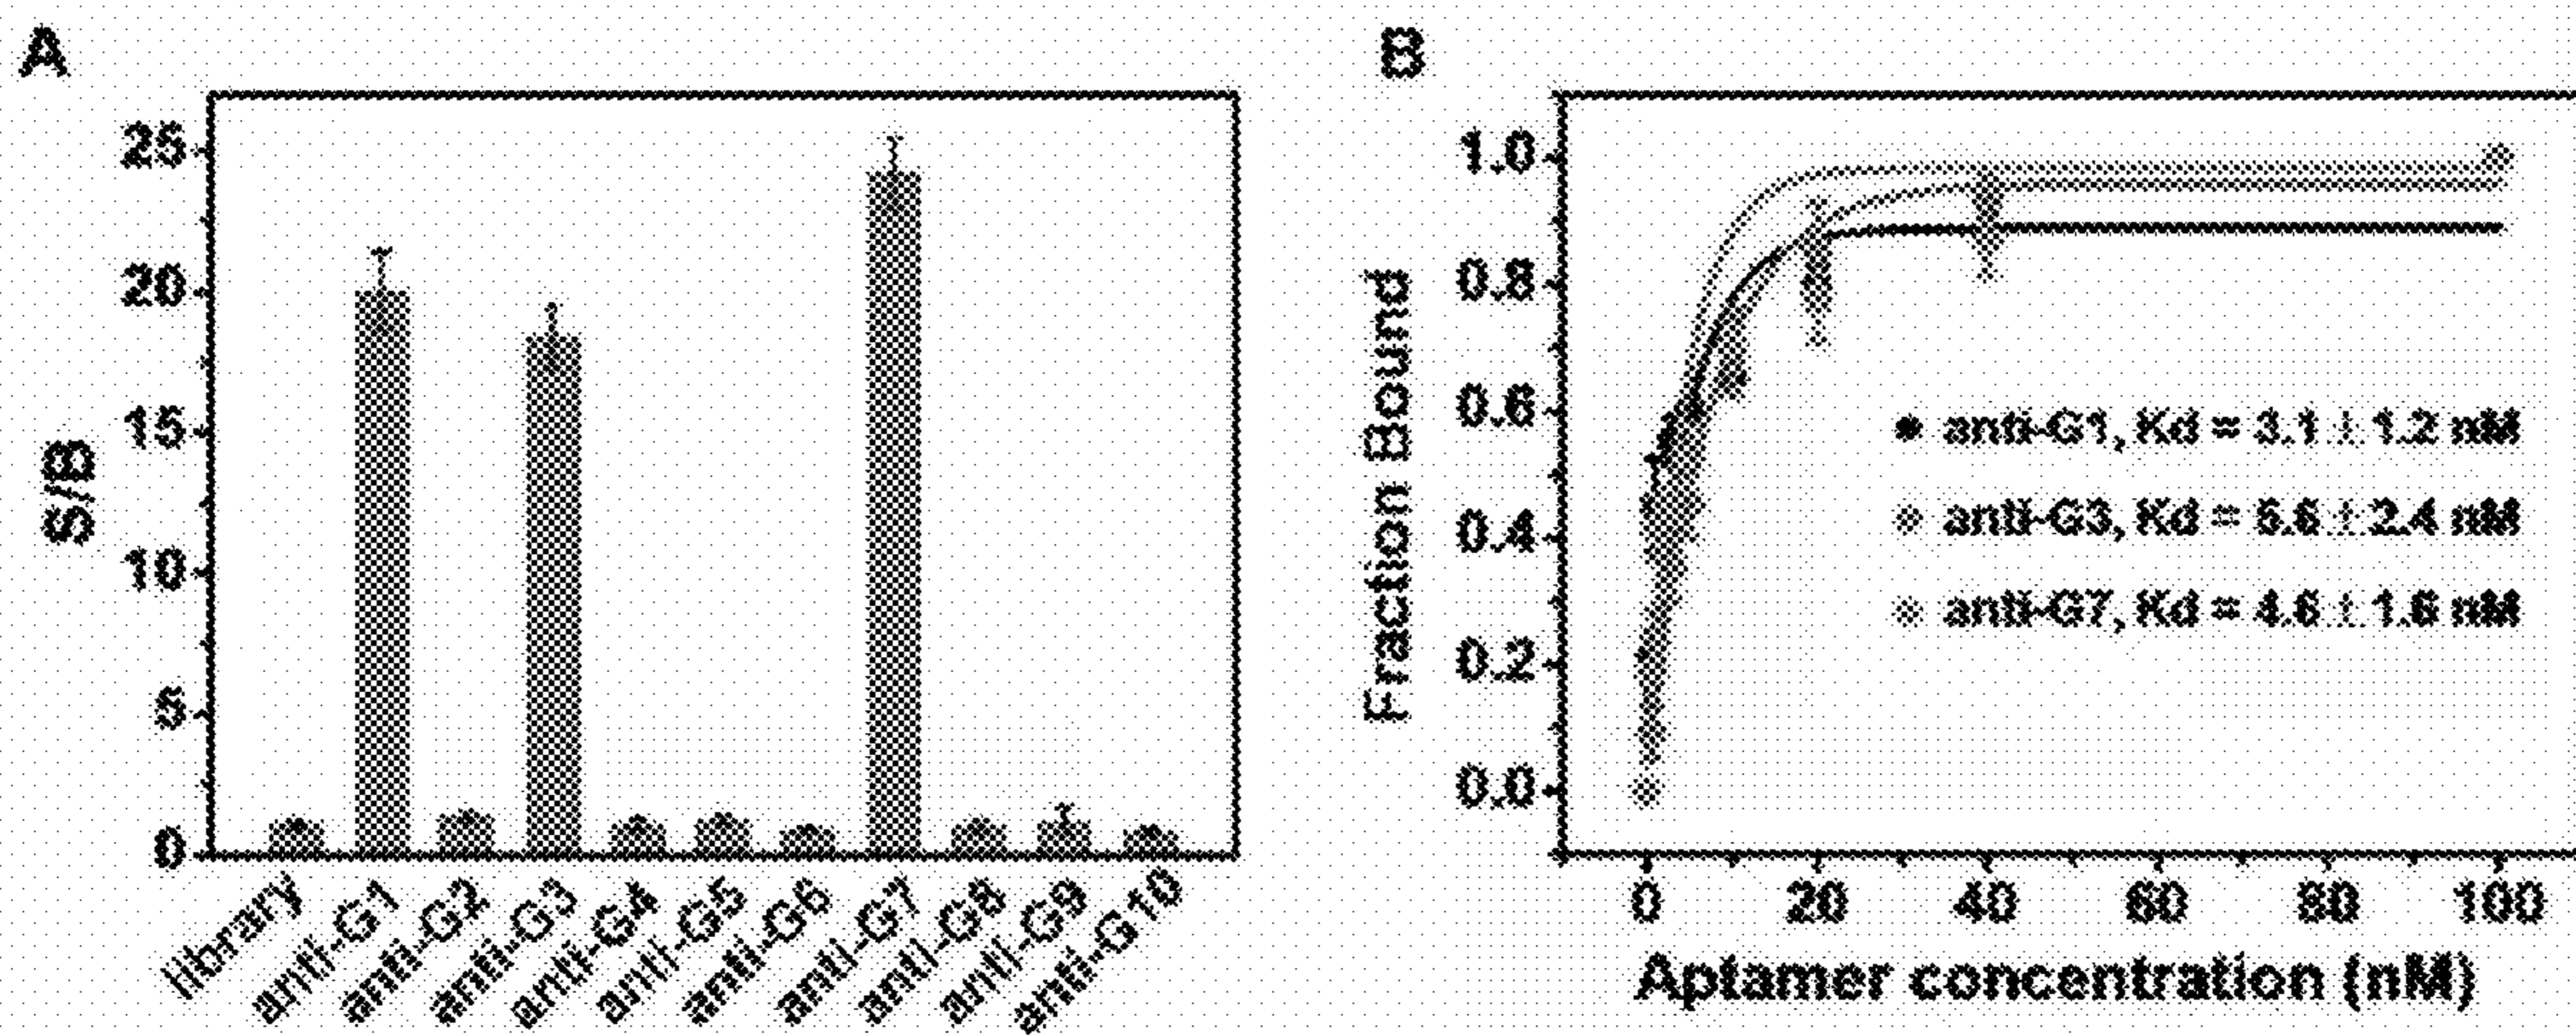 A
25
20
15
10
5
0
S/B
library
anti-G1
anti-G2
anti-G3
anti-G4
anti-G5
anti-G6
anti-G7
anti-G8
anti-G9
anti-G10
B
1.0
0.8
0.6
0.4
0.2
0.0
Fraction Bound
anti-G1, Kd = 3.1 ± 1.2 nM
anti-G3, Kd = 5.6 ± 2.4 nM
anti-G7, Kd = 4.6 ± 1.6 nM
0 20 40 60 80 100
Aptamer concentration (nM)